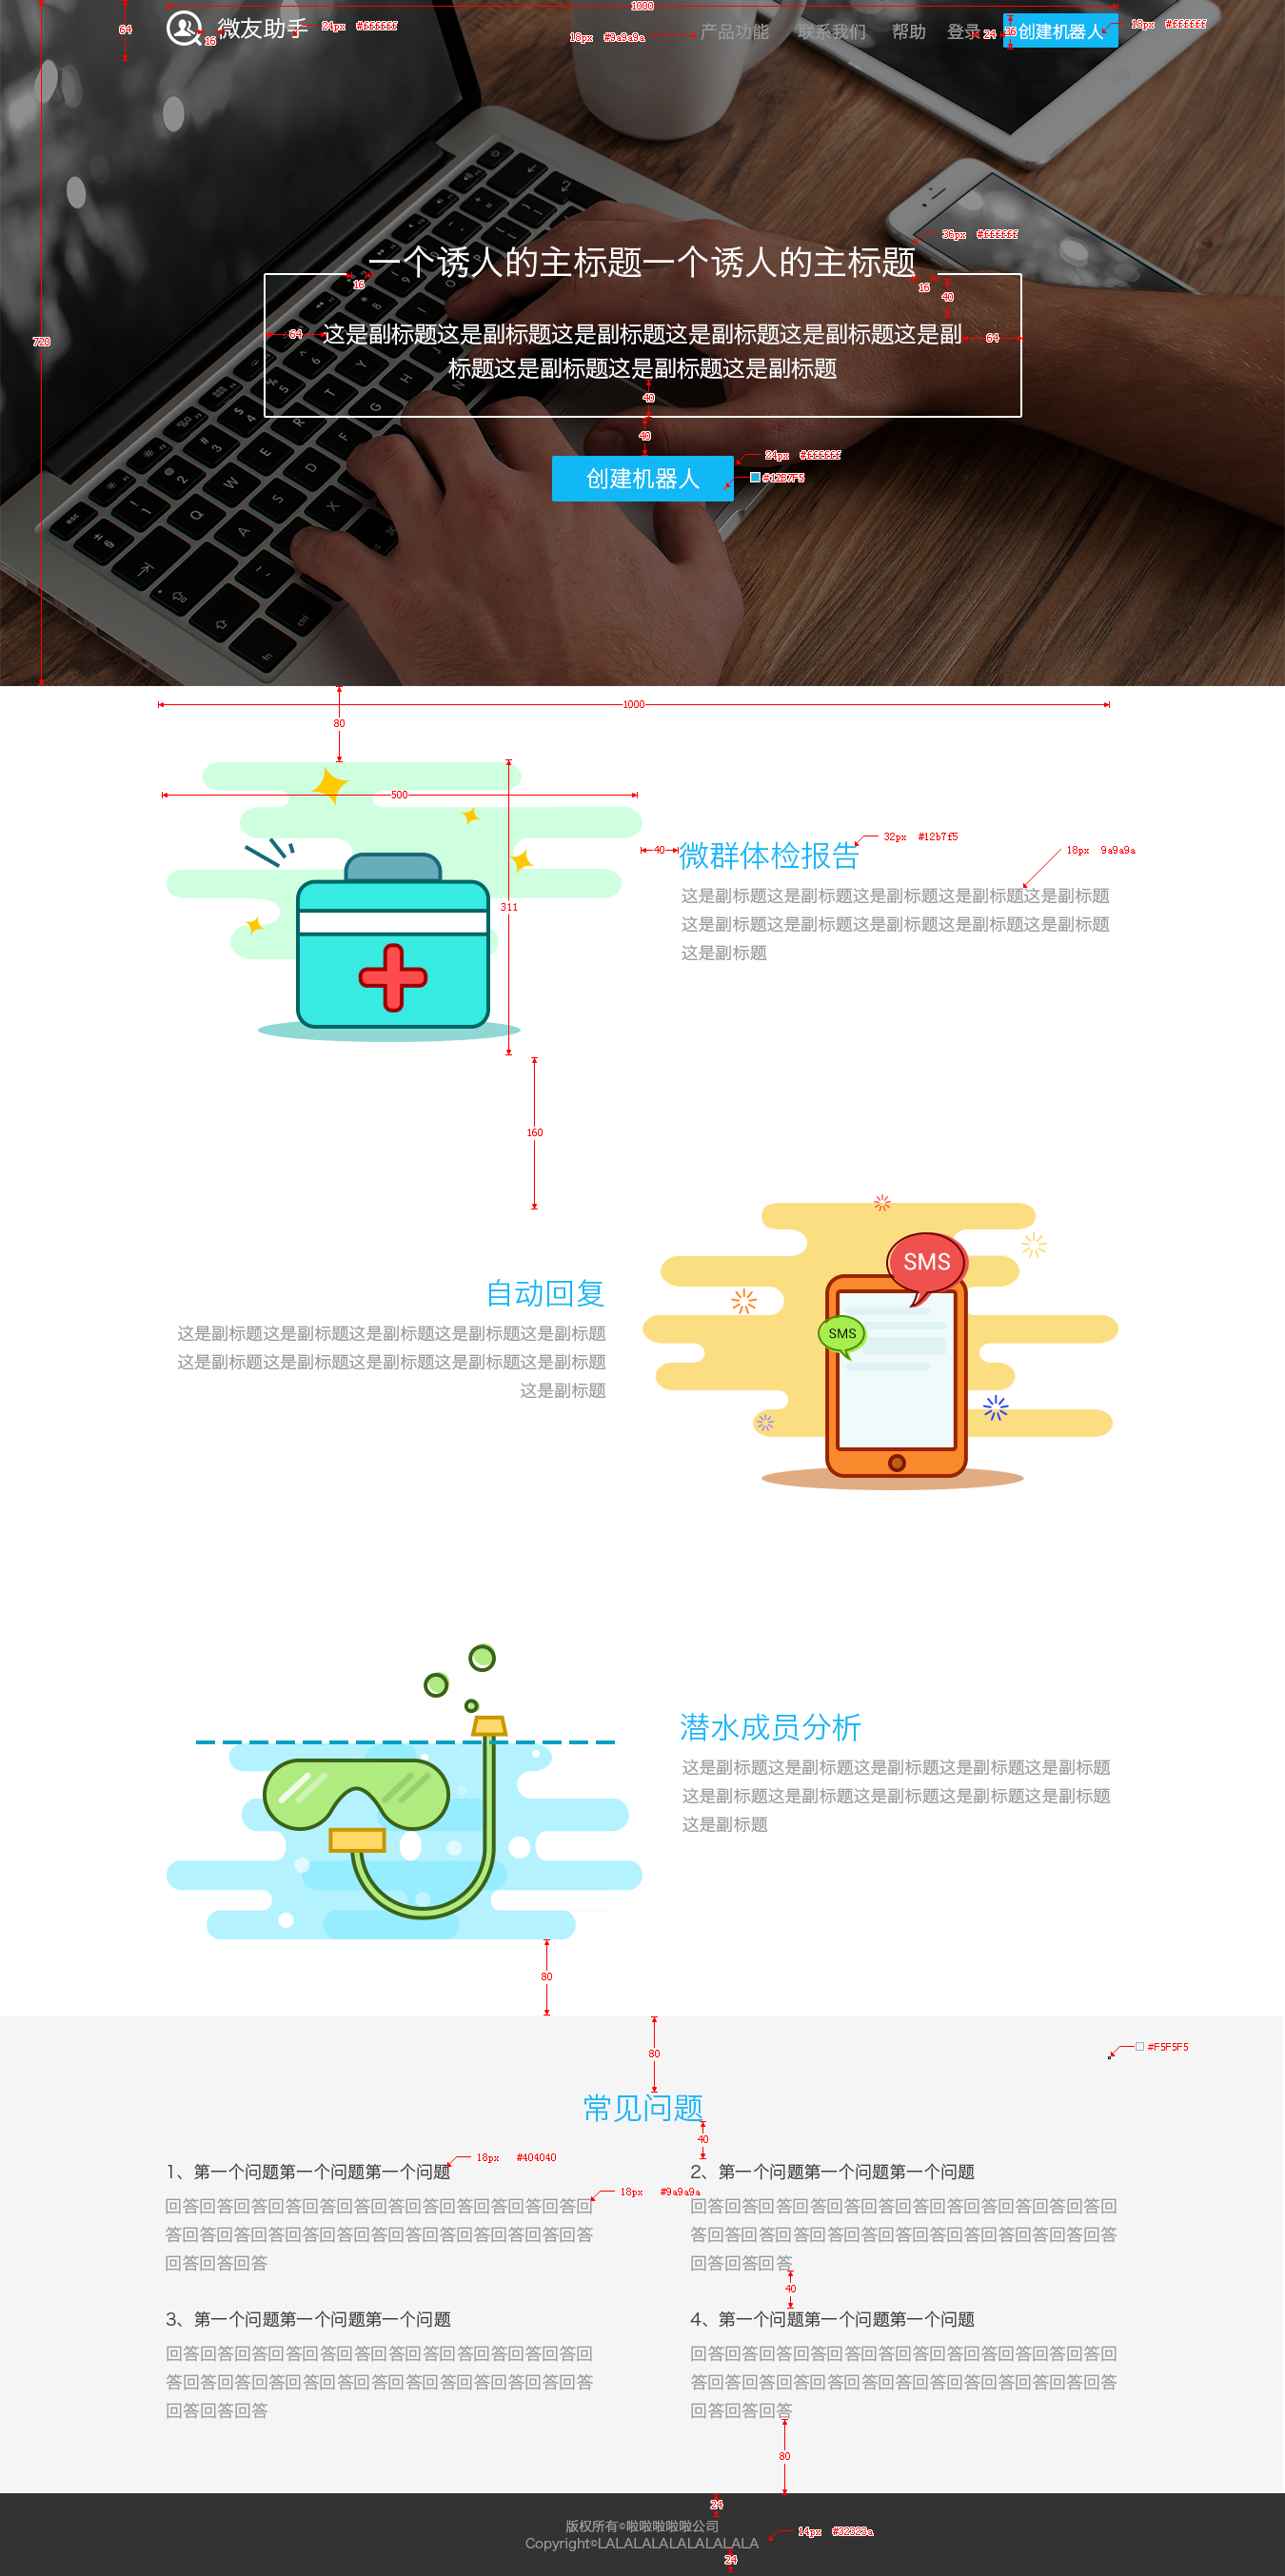 1000
微友助手
24px #ffffff
64
16
18px #9a9a9a
产品功能
联系我们
帮助
登录
24
36
创建机器人
18px #ffffff
36px #ffffff
一个诱人的主标题一个诱人的主标题
16
16
40
64
这是副标题这是副标题这是副标题这是副标题这是副标题这是副
64
标题这是副标题这是副标题这是副标题
720
40
40
24px #ffffff
创建机器人
#12B7F5
1000
80
500
32px #12b7f5
40
微群体检报告
18px 9a9a9a
这是副标题这是副标题这是副标题这是副标题这是副标题
311
这是副标题这是副标题这是副标题这是副标题这是副标题
这是副标题
160
SMS
自动回复
SMS
这是副标题这是副标题这是副标题这是副标题这是副标题
这是副标题这是副标题这是副标题这是副标题这是副标题
这是副标题
潜水成员分析
这是副标题这是副标题这是副标题这是副标题这是副标题
这是副标题这是副标题这是副标题这是副标题这是副标题
这是副标题
80
80
#F5F5F5
常见问题
40
1、第一个问题第一个问题第一个问题
18px #404040
回答回答回答回答回答回答回答回答回答回答回答回答回
答回答回答回答回答回答回答回答回答回答回答回答回答
回答回答回答
18px #9a9a9a
2、第一个问题第一个问题第一个问题
回答回答回答回答回答回答回答回答回答回答回答回答回
答回答回答回答回答回答回答回答回答回答回答回答回答
回答回答回答
40
3、第一个问题第一个问题第一个问题
回答回答回答回答回答回答回答回答回答回答回答回答回
答回答回答回答回答回答回答回答回答回答回答回答回答
回答回答回答
4、第一个问题第一个问题第一个问题
回答回答回答回答回答回答回答回答回答回答回答回答回
答回答回答回答回答回答回答回答回答回答回答回答回答
回答回答回答
80
24
版权所有©啦啦啦啦啦公司
14px #32323a
Copyright©LALALALALALALALALA
24